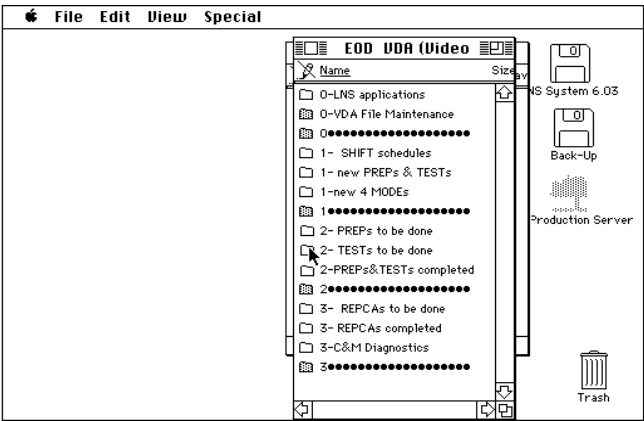 File Edit View Special
EOD VDA (Video
Name Size
0-LNS applications
0-VDA File Maintenance
0●●●●●●●●●●●●●●●●●●●
1- SHIFT schedules
1- new PREPs & TESTs
1-new 4 MODEs
1●●●●●●●●●●●●●●●●●●●
2- PREPs to be done
2- TESTs to be done
2-PREPs&TESTs completed
2●●●●●●●●●●●●●●●●●●●
3- REPCAs to be done
3- REPCAs completed
3-C&M Diagnostics
3●●●●●●●●●●●●●●●●●●●
NS System 6.03
Back-Up
Production Server
Trash